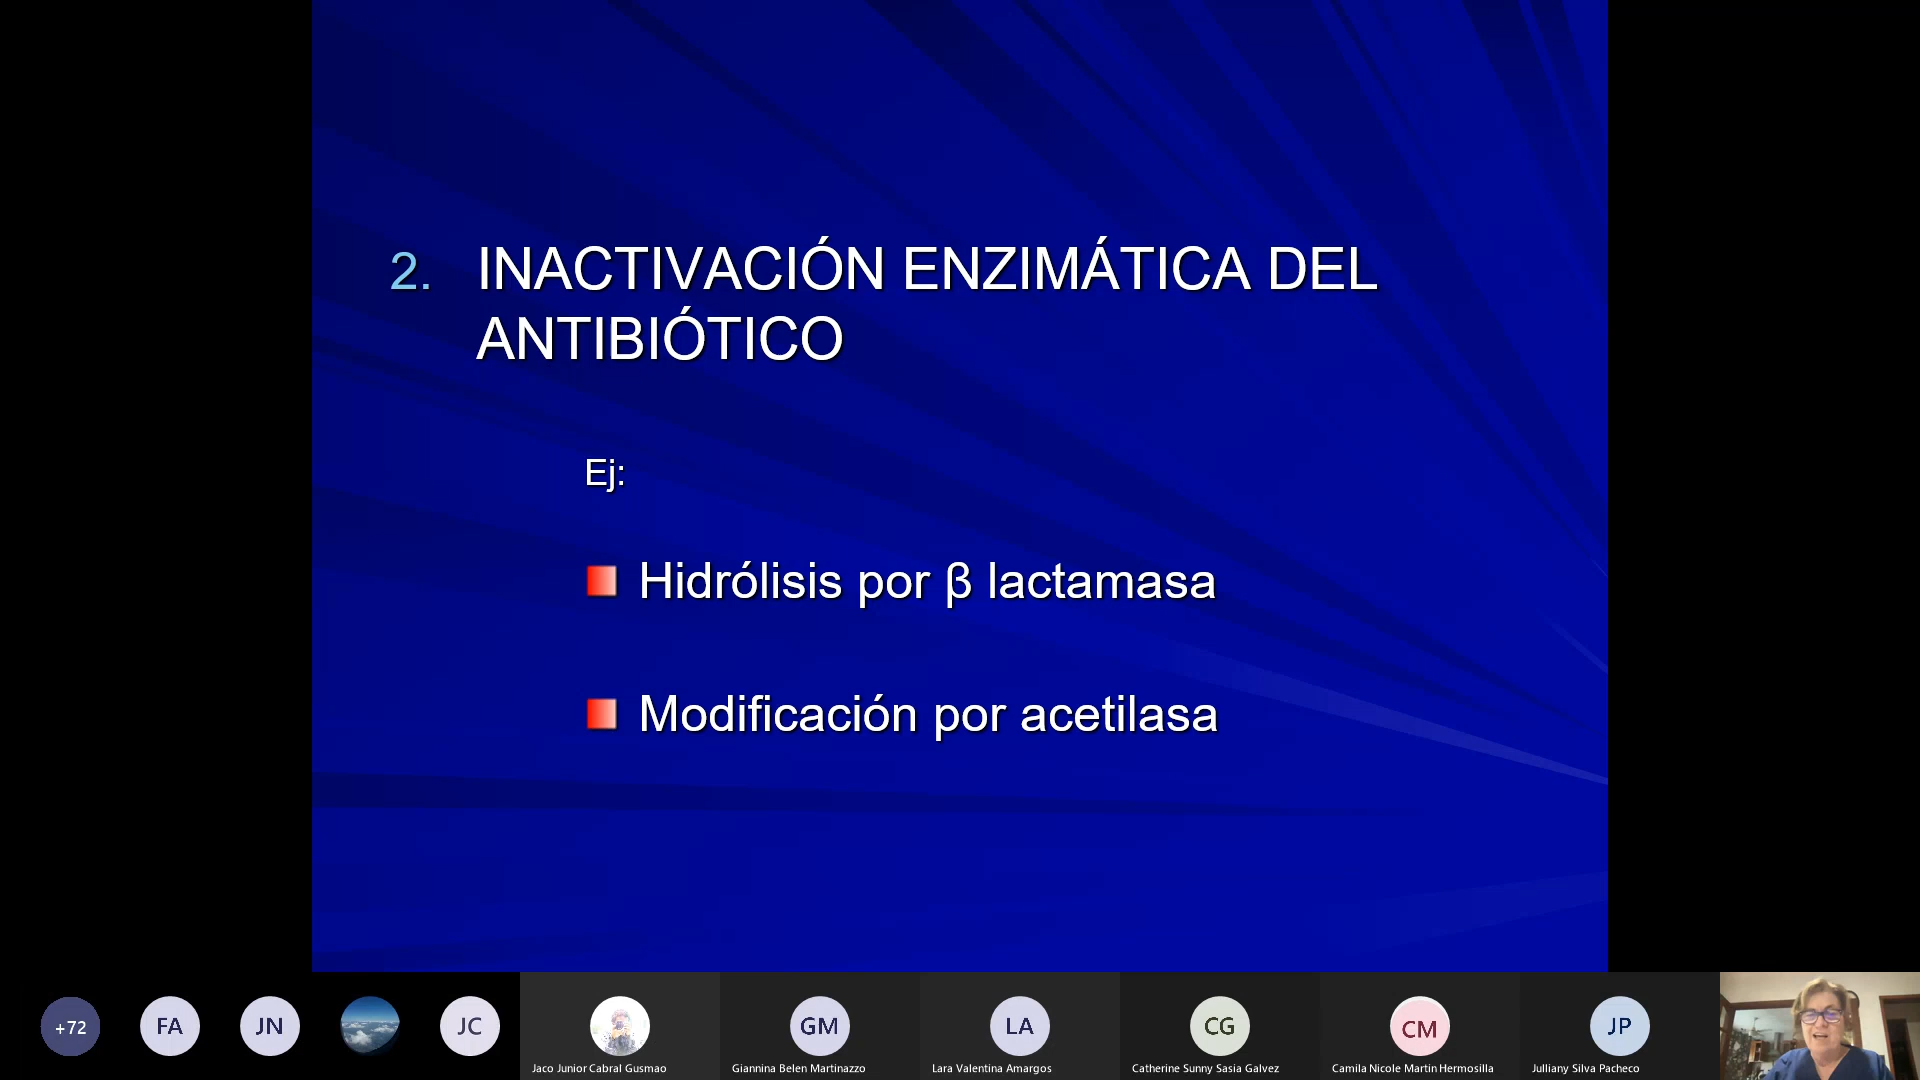 2. INACTIVACIÓN ENZIMÁTICA DEL
ANTIBIÓTICO
Ej:
Hidrólisis por β lactamasa
Modificación por acetilasa
+72
FA
JN
JC
Jaco Junior Cabral Gusmao
GM
Giannina Belen Martinazzo
LA
Lara Valentina Amargos
CG
Catherine Sunny Sasia Galvez
CM
Camila Nicole Martin Hermosilla
JP
Julliany Silva Pacheco